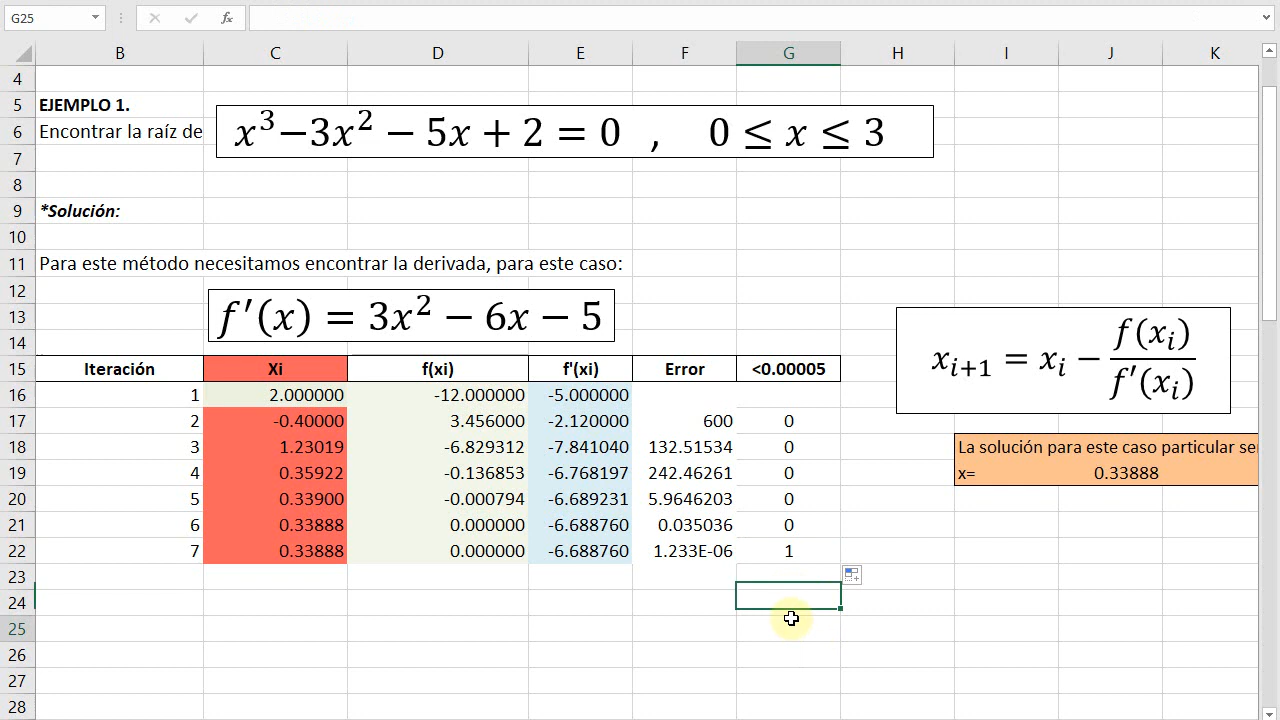 G25 fx
B C D E F G H I J K
4
5 EJEMPLO 1.
6 Encontrar la raíz de x³−3x² − 5x + 2 = 0 , 0 ≤ x ≤ 3
7
8
9 *Solución:
10
11 Para este método necesitamos encontrar la derivada, para este caso:
12
13 f′(x) = 3x² − 6x − 5
14
xᵢ₊₁ = xᵢ − f(xᵢ)/f′(xᵢ)
15 Iteración Xi f(xi) f'(xi) Error <0.00005
16 1 2.000000 -12.000000 -5.000000
17 2 -0.40000 3.456000 -2.120000 600 0
18 3 1.23019 -6.829312 -7.841040 132.51534 0 La solución para este caso particular
19 4 0.35922 -0.136853 -6.768197 242.46261 0 x= 0.33888
20 5 0.33900 -0.000794 -6.689231 5.9646203 0
21 6 0.33888 0.000000 -6.688760 0.035036 0
22 7 0.33888 0.000000 -6.688760 1.233E-06 1
23
24
25
26
27
28